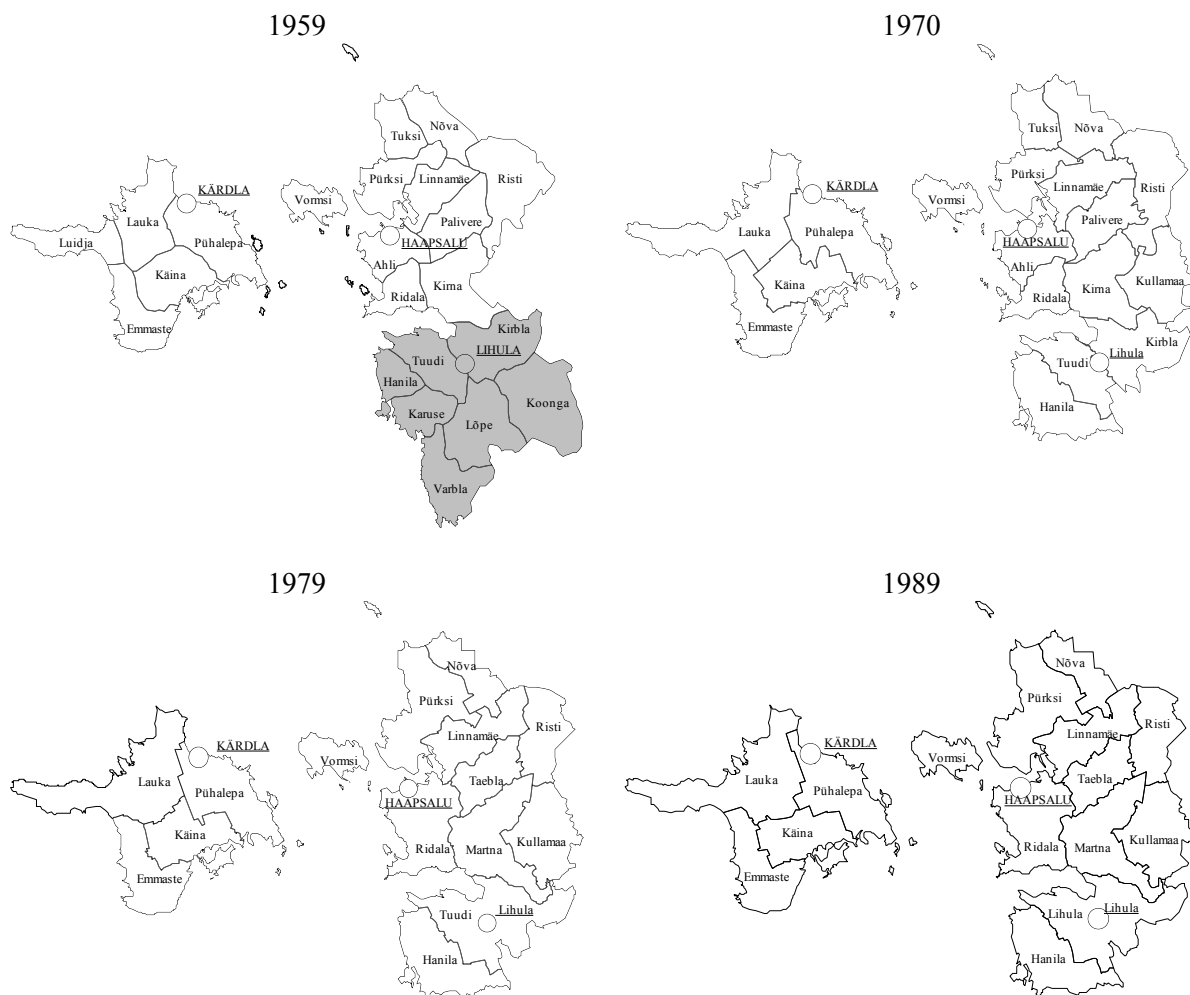 1959
1970
Tuksi
Nõva
Pürksi
Linnamäe
Risti
Vormsi
KÄRDLA
Lauka
Luidja
Pühalepa
Palivere
HAAPSALU
Ahli
Käina
Ridala
Kirna
Emmaste
Kirbla
LIHULA
Tuudi
Hanila
Karuse
Koonga
Lõpe
Varbla
Tuksi
Nõva
Pürksi
Risti
KÄRDLA
Vormsi
Linnamäe
Palivere
Lauka
Pühalepa
HAAPSALU
Ahli
Kullamaa
Käina
Ridala
Kirna
Emmaste
Kirbla
Tuudi
Lihula
Hanila
1979
1989
Nõva
Pürksi
Risti
Linnamäe
KÄRDLA
Vormsi
Lauka
Taebla
Pühalepa
HAAPSALU
Käina
Kullamaa
Ridala
Martna
Emmaste
Tuudi
Lihula
Hanila
Nõva
Pürksi
Risti
Linnamäe
KÄRDLA
Vormsi
Lauka
Taebla
Pühalepa
HAAPSALU
Käina
Kullamaa
Ridala
Martna
Emmaste
Lihula
Lihula
Hanila